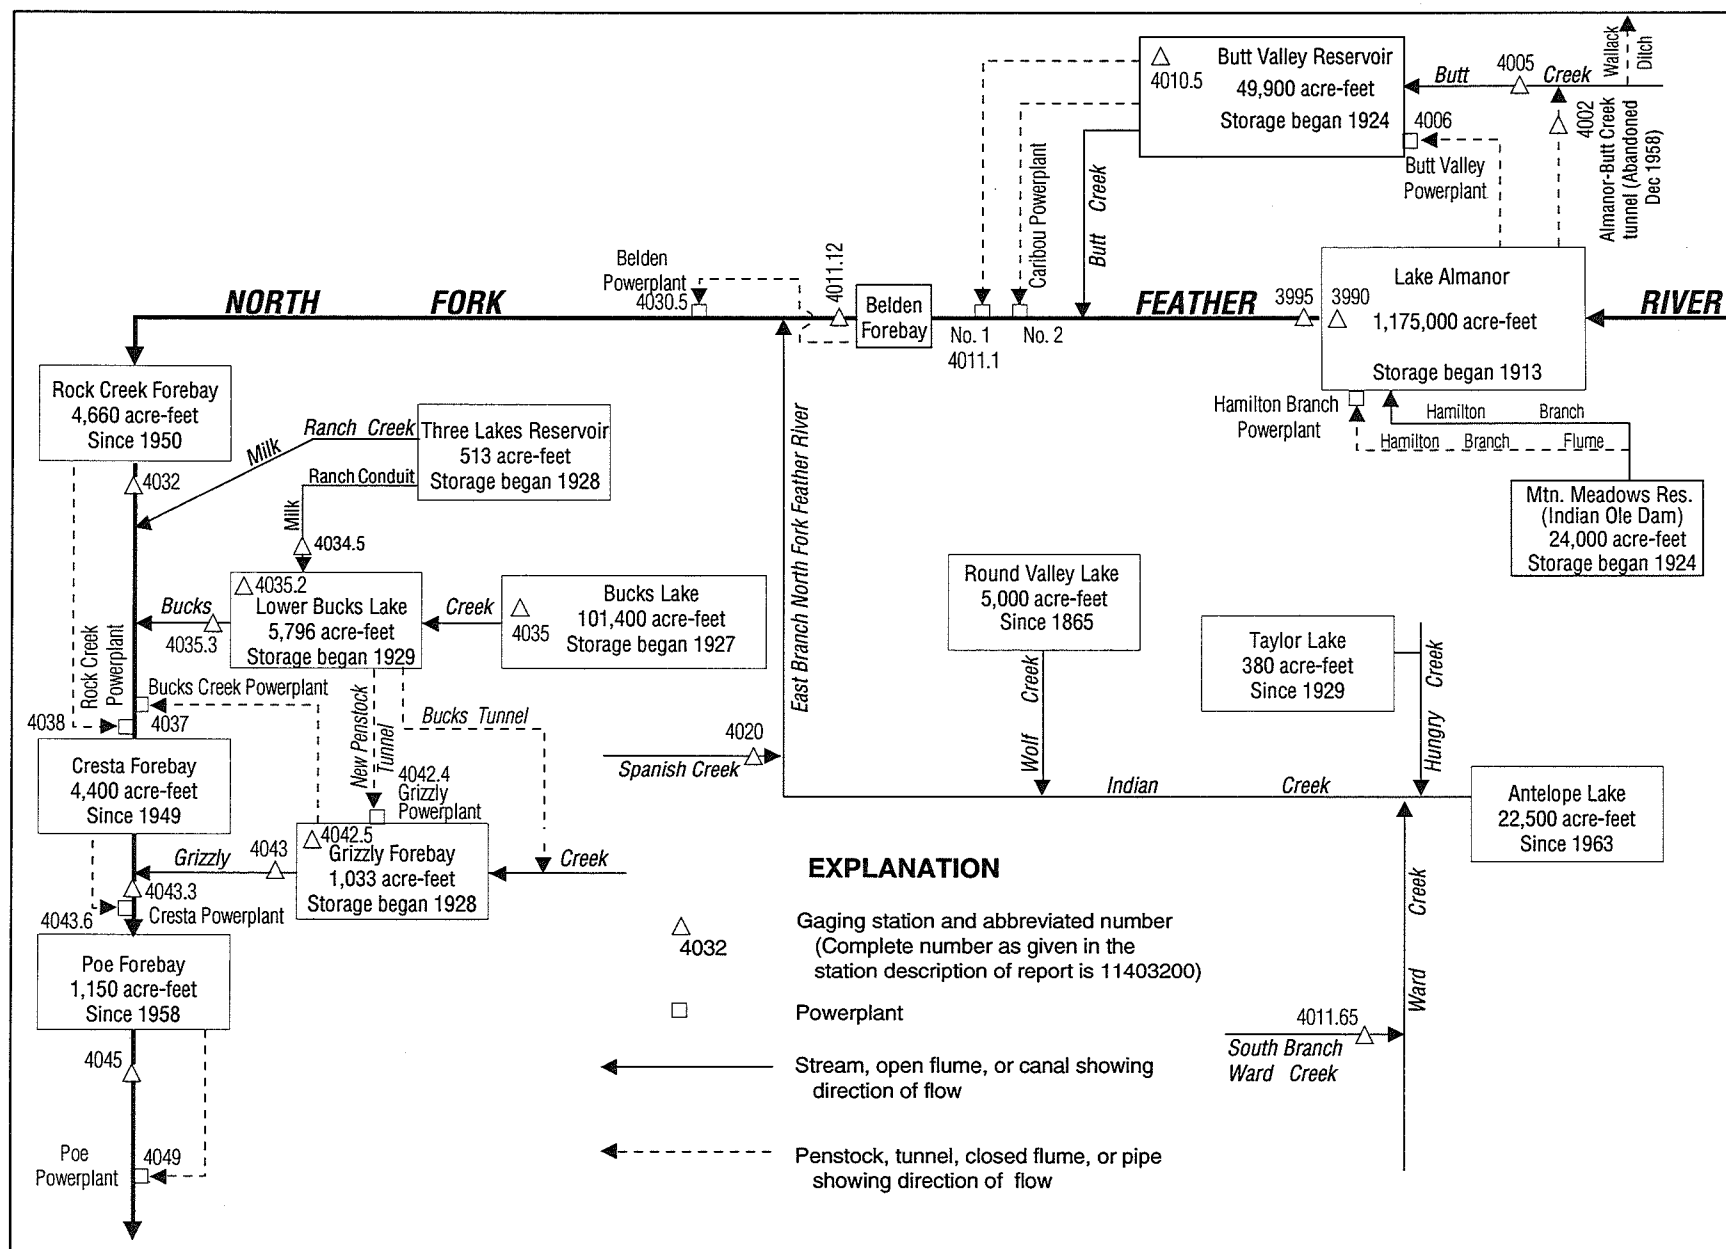 Butt Valley Reservoir
49,900 acre-feet
Storage began 1924
4010.5
Butt
4005
Creek
Wallack
Ditch
4002
Almanor-Butt Creek
tunnel (Abandoned
Dec 1958)
4006
Butt Valley
Powerplant
Caribou Powerplant
Butt Creek
Belden
Powerplant
4030.5
4011.12
Belden
Forebay
No. 1
4011.1
No. 2
NORTH FORK FEATHER RIVER
3995
3990
Lake Almanor
1,175,000 acre-feet
Storage began 1913
Hamilton Branch
Powerplant
Hamilton Branch
Hamilton Branch Flume
Mtn. Meadows Res.
(Indian Ole Dam)
24,000 acre-feet
Storage began 1924
Rock Creek Forebay
4,660 acre-feet
Since 1950
4032
Milk Ranch Creek
Three Lakes Reservoir
513 acre-feet
Storage began 1928
Ranch Conduit
Milk
4034.5
4035.2
Lower Bucks Lake
5,796 acre-feet
Storage began 1929
Bucks
4035.3
Creek
4035
Bucks Lake
101,400 acre-feet
Storage began 1927
East Branch North Fork Feather River
Round Valley Lake
5,000 acre-feet
Since 1865
Wolf Creek
Taylor Lake
380 acre-feet
Since 1929
Hungry Creek
Rock Creek
Powerplant
Bucks Creek Powerplant
4038
4037
New Penstock
Tunnel
Bucks Tunnel
4020
Spanish Creek
Indian Creek
Antelope Lake
22,500 acre-feet
Since 1963
Cresta Forebay
4,400 acre-feet
Since 1949
4042.4
Grizzly
Powerplant
4042.5
Grizzly Forebay
1,033 acre-feet
Storage began 1928
Grizzly
4043
Creek
4043.3
Cresta Powerplant
4043.6
Poe Forebay
1,150 acre-feet
Since 1958
4045
Poe
Powerplant
4049
Ward Creek
4011.65
South Branch
Ward Creek
EXPLANATION
4032
Gaging station and abbreviated number
(Complete number as given in the
station description of report is 11403200)
Powerplant
Stream, open flume, or canal showing
direction of flow
Penstock, tunnel, closed flume, or pipe
showing direction of flow